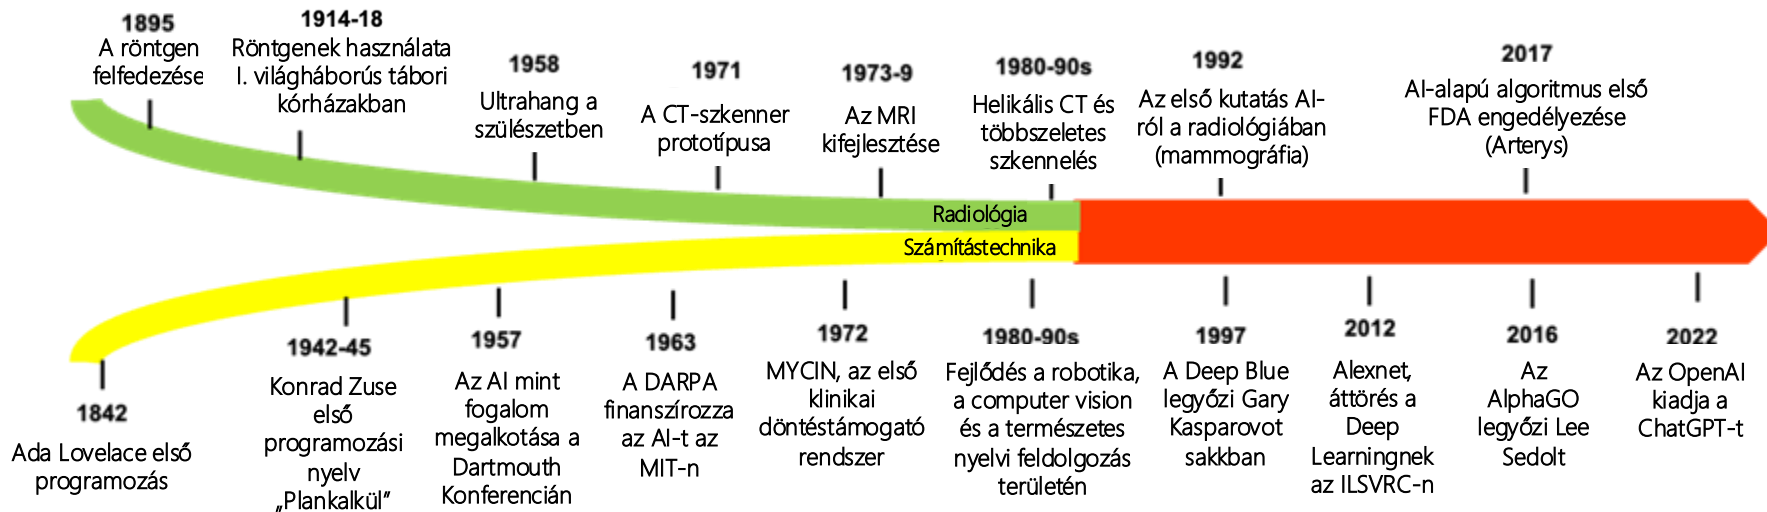 1895
A röntgen
felfedezése
1914-18
Röntgenek használata
I. világháborús tábori
kórházakban
1958
Ultrahang a
szülészetben
1971
A CT-szkenner
prototípusa
1973-9
Az MRI
kifejlesztése
1980-90s
Helikális CT és
többszeletes
szkennelés
1992
Az első kutatás AI-
ról a radiológiában
(mammográfia)
2017
AI-alapú algoritmus első
FDA engedélyezése
(Arterys)
Radiológia
Számítástechnika
1842
Ada Lovelace első
programozás
1942-45
Konrad Zuse
első
programozási
nyelv
„Plankalkül”
1957
Az AI mint
fogalom
megalkotása a
Dartmouth
Konferencián
1963
A DARPA
finanszírozza
az AI-t az
MIT-n
1972
MYCIN, az első
klinikai
döntéstámogató
rendszer
1980-90s
Fejlődés a robotika,
a computer vision
és a természetes
nyelvi feldolgozás
területén
1997
A Deep Blue
legyőzi Gary
Kasparovot
sakkban
2012
Alexnet,
áttörés a
Deep
Learningnek
az ILSVRC-n
2016
Az
AlphaGO
legyőzi Lee
Sedolt
2022
Az OpenAI
kiadja a
ChatGPT-t